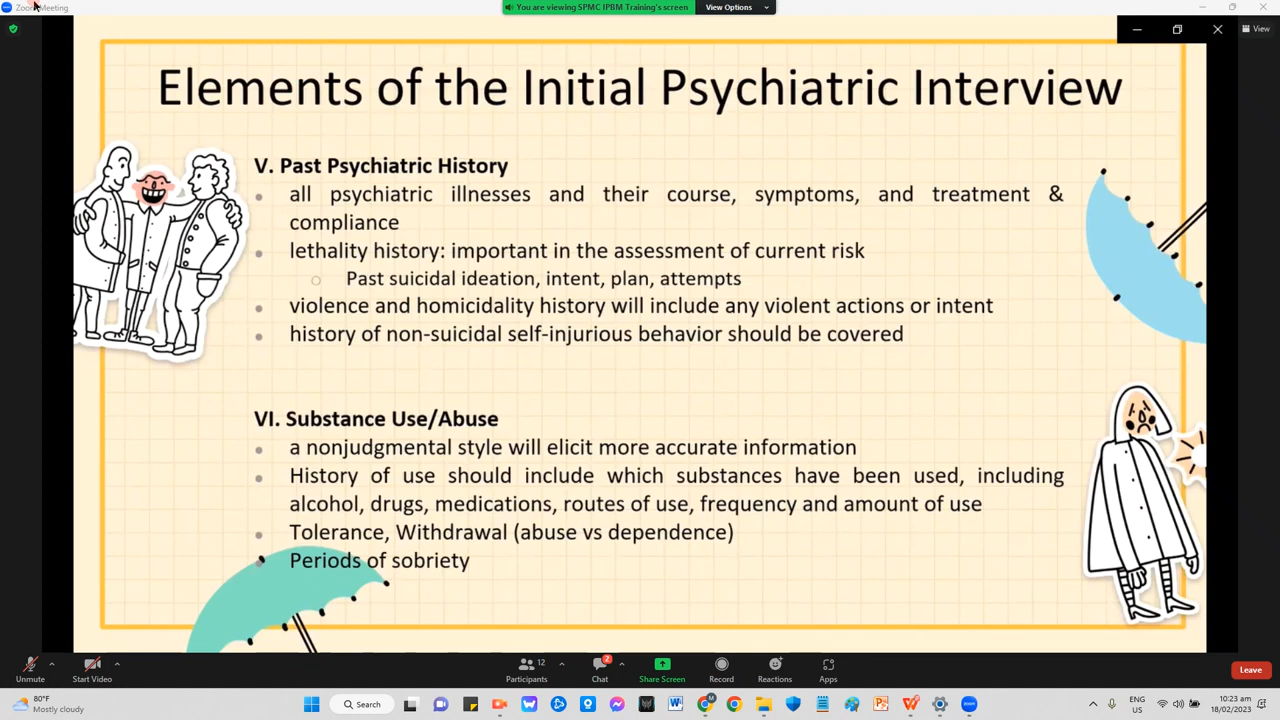 Zoom Meeting
You are viewing SPMC IPBM Training's screen
View Options
View
Elements of the Initial Psychiatric Interview
V. Past Psychiatric History
all psychiatric illnesses and their course, symptoms, and treatment &
compliance
lethality history: important in the assessment of current risk
Past suicidal ideation, intent, plan, attempts
violence and homicidality history will include any violent actions or intent
history of non-suicidal self-injurious behavior should be covered
VI. Substance Use/Abuse
a nonjudgmental style will elicit more accurate information
History of use should include which substances have been used, including
alcohol, drugs, medications, routes of use, frequency and amount of use
Tolerance, Withdrawal (abuse vs dependence)
Periods of sobriety
Unmute
Start Video
12
Participants
2
Chat
Share Screen
Record
Reactions
Apps
Leave
80°F
Mostly cloudy
Search
ENG
US
10:23 am
18/02/2023